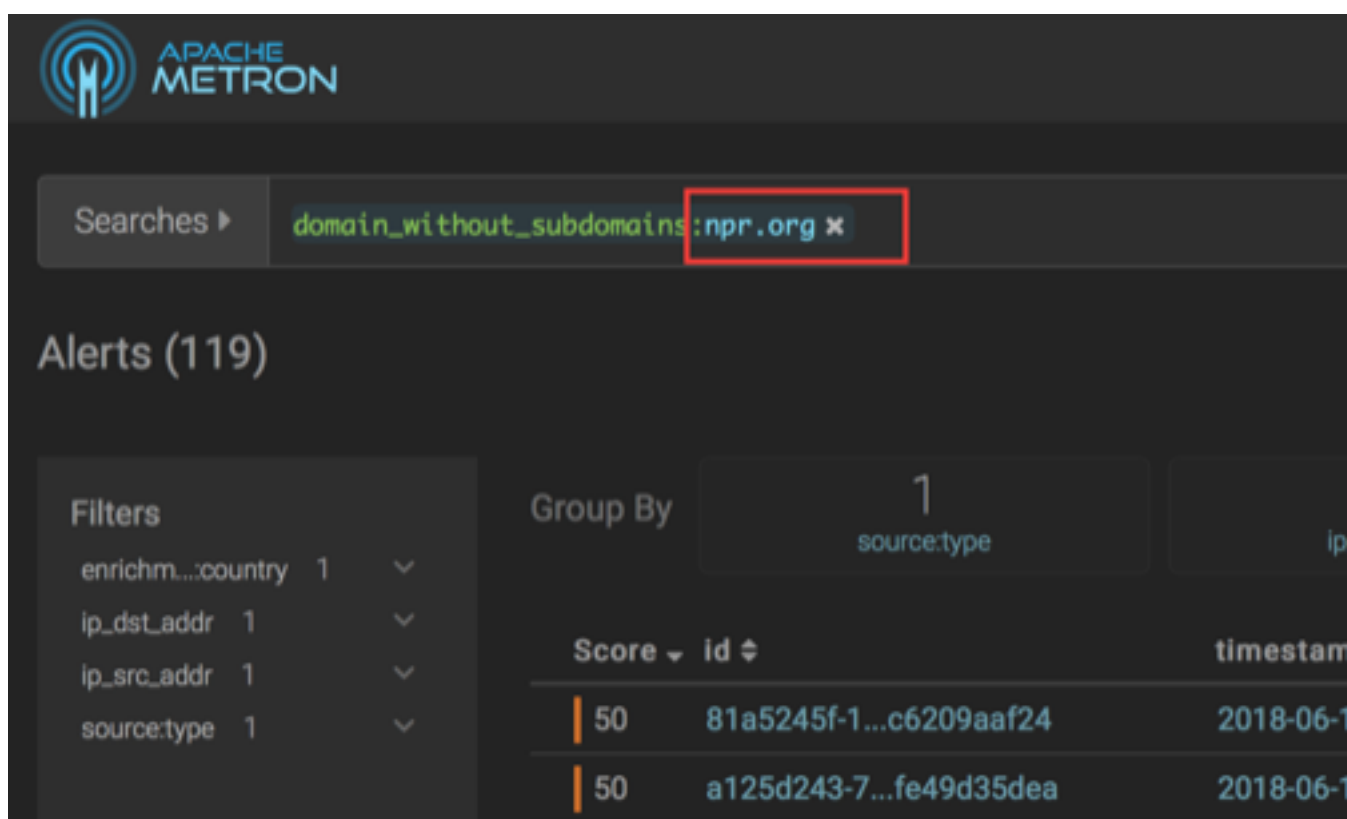 APACHE
METRON
Searches
domain_without_subdomains:npr.org ×
Alerts (119)
Filters
enrichm...:country 1
ip_dst_addr 1
ip_src_addr 1
source:type 1
Group By
1
source:type
ip
Score id timestam
50 81a5245f-1...c6209aaf24 2018-06-1
50 a125d243-7...fe49d35dea 2018-06-1